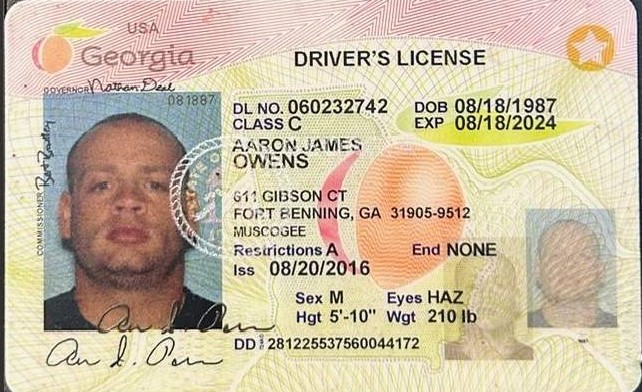 USA
Georgia
DRIVER'S LICENSE
GOVERNOR Nathan Deal
081887
COMMISSIONER
DL NO. 060232742 DOB 08/18/1987
CLASS C EXP 08/18/2024
AARON JAMES
OWENS
611 GIBSON CT
FORT BENNING, GA 31905-9512
MUSCOGEE
Restrictions A End NONE
Iss 08/20/2016
Sex M Eyes HAZ
Hgt 5'-10" Wgt 210 lb
DD 281225537560044172